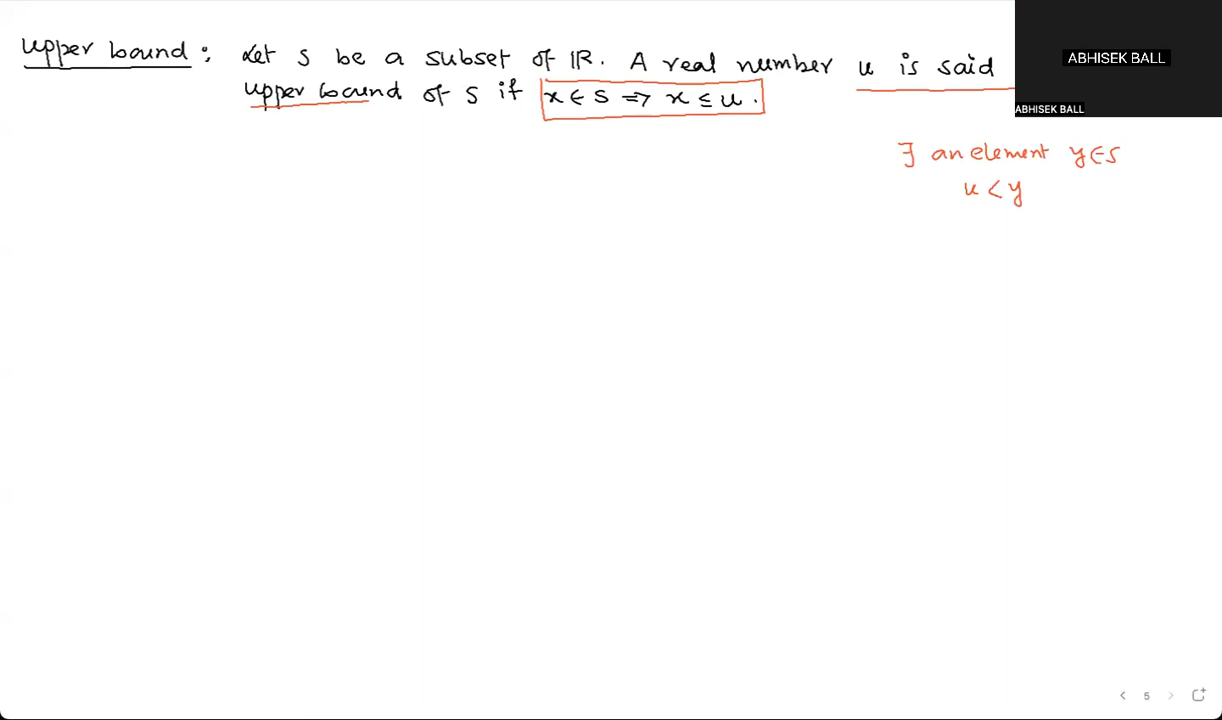 Upper bound : Let S be a subset of IR. A real number u is said
upper bound of S if x ∈ S ⇒ x ≤ u .
∃ an element y ∈ S
u < y
ABHISEK BALL
ABHISEK BALL
5